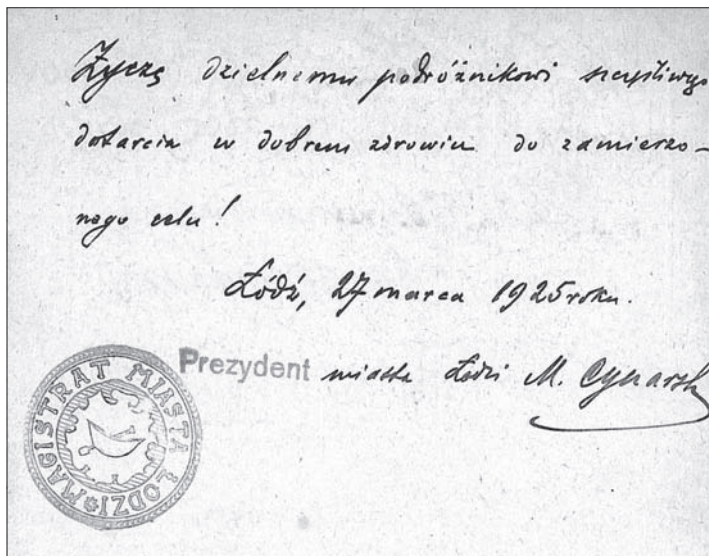 Życzę dzielnemu podróżnikowi szczęśliwego
dotarcia w dobrem zdrowiu do zamierzo-
nego celu!
Łódź, 27 marca 1925 roku.
Prezydent miasta Łodzi M. Cynarsk
MAGISTRAT MIASTA ŁODZI